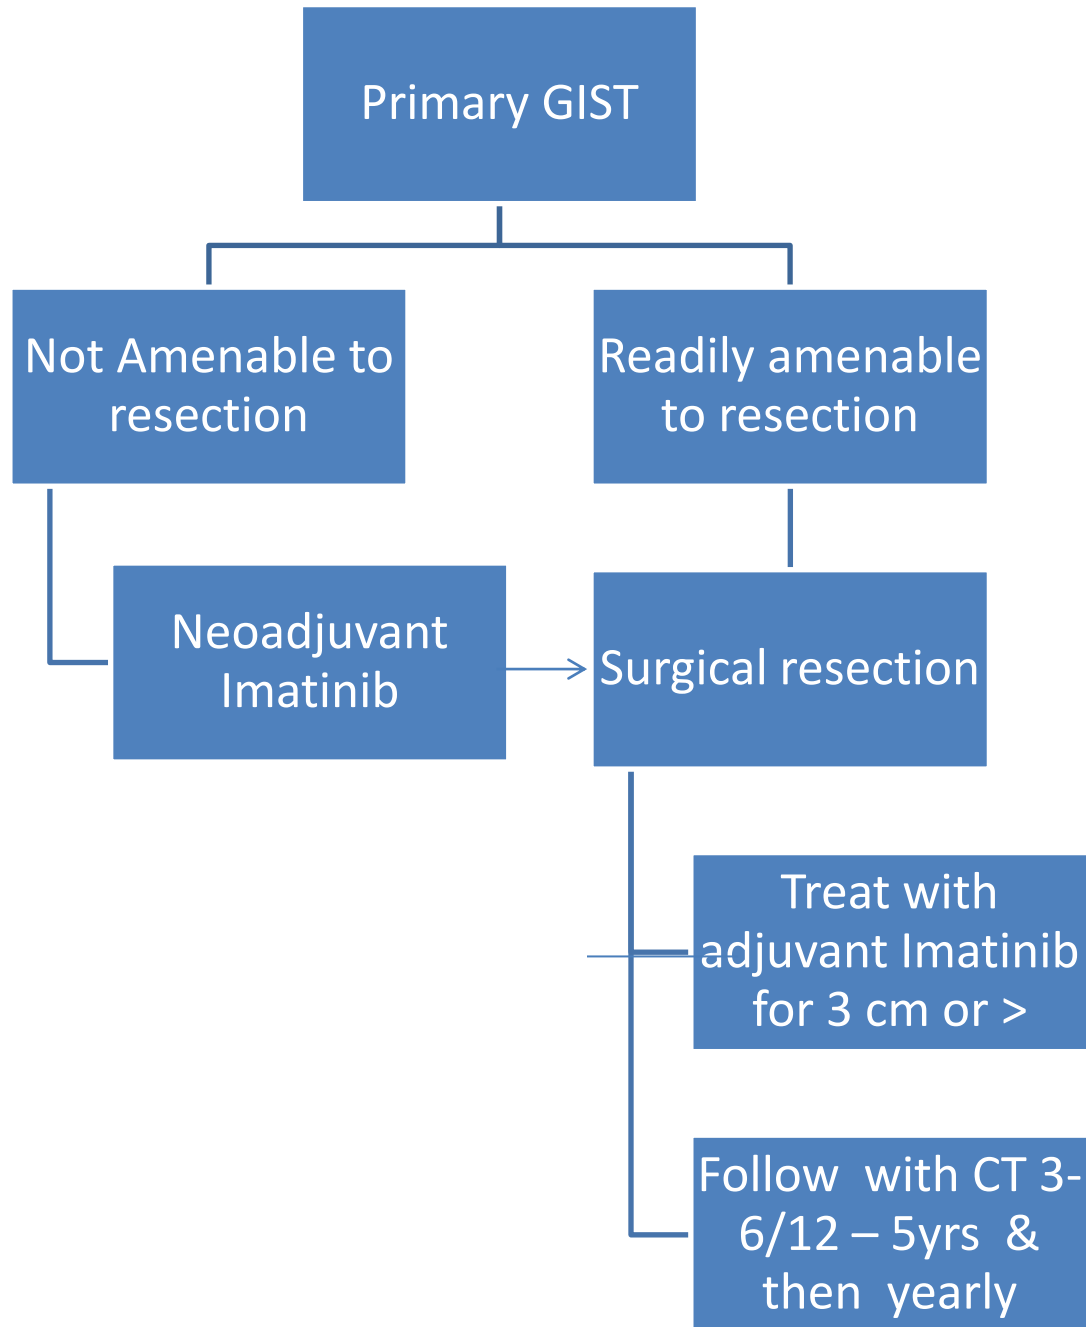 Primary GIST
Not Amenable to
resection
Readily amenable
to resection
Neoadjuvant
Imatinib
Surgical resection
Treat with
adjuvant Imatinib
for 3 cm or >
Follow with CT 3-
6/12 – 5yrs &
then yearly